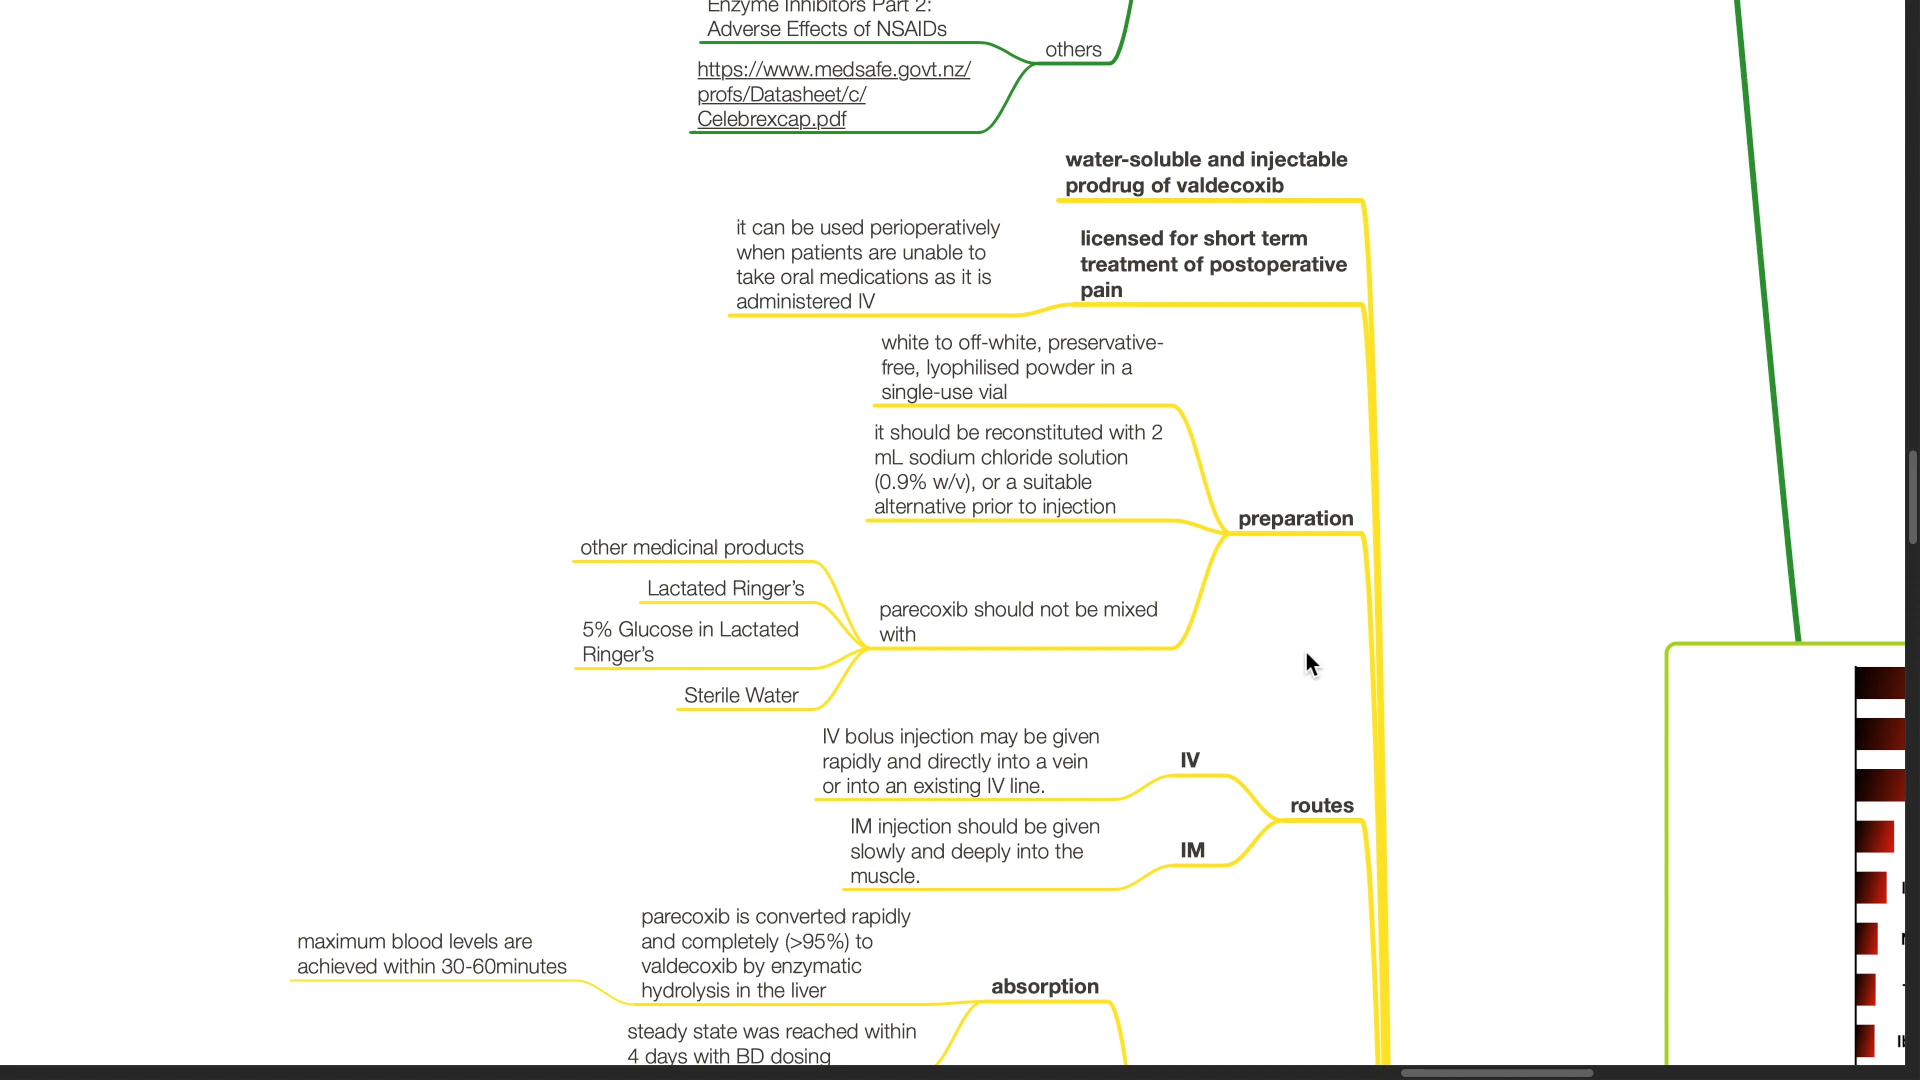 Enzyme Inhibitors Part 2:
Adverse Effects of NSAIDs
others
https://www.medsafe.govt.nz/
profs/Datasheet/c/
Celebrexcap.pdf
water-soluble and injectable
prodrug of valdecoxib
it can be used perioperatively
when patients are unable to
take oral medications as it is
administered IV
licensed for short term
treatment of postoperative
pain
white to off-white, preservative-
free, lyophilised powder in a
single-use vial
it should be reconstituted with 2
mL sodium chloride solution
(0.9% w/v), or a suitable
alternative prior to injection
preparation
other medicinal products
Lactated Ringer’s
5% Glucose in Lactated
Ringer’s
Sterile Water
parecoxib should not be mixed
with
IV bolus injection may be given
rapidly and directly into a vein
or into an existing IV line.
IV
routes
IM injection should be given
slowly and deeply into the
muscle.
IM
maximum blood levels are
achieved within 30-60minutes
parecoxib is converted rapidly
and completely (>95%) to
valdecoxib by enzymatic
hydrolysis in the liver
absorption
steady state was reached within
4 days with BD dosing